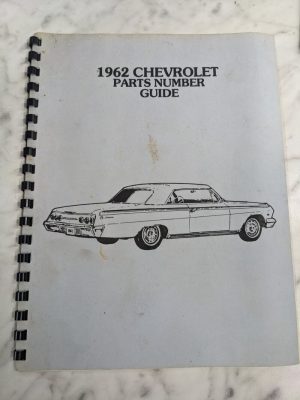 1962 CHEVROLET
PARTS NUMBER
GUIDE